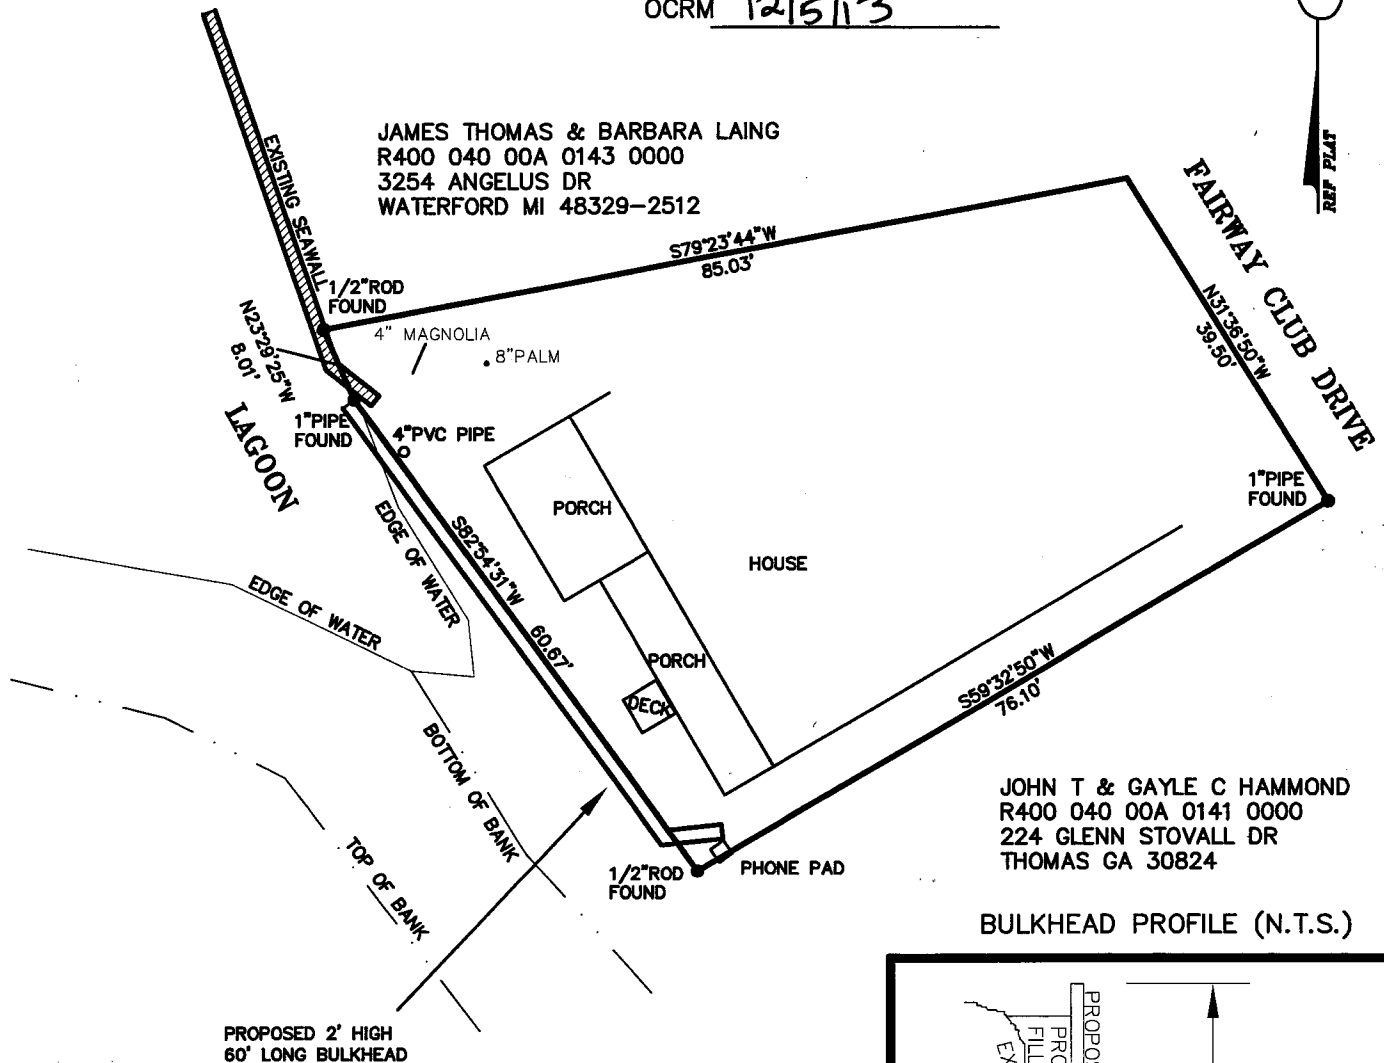 OCRM 12/5/13
REF PLAT
JAMES THOMAS & BARBARA LAING
R400 040 00A 0143 0000
3254 ANGELUS DR
WATERFORD MI 48329-2512
EXISTING SEAWALL
FAIRWAY CLUB DRIVE
S79°23'44"W
85.03'
1/2"ROD
FOUND
N31°36'50"W
39.50'
N23°29'25"W
8.01'
4" MAGNOLIA
8"PALM
LAGOON
1"PIPE
FOUND
4"PVC PIPE
1"PIPE
FOUND
PORCH
EDGE OF WATER
S82°54'31"W
60.67'
HOUSE
EDGE OF WATER
PORCH
DECK
S59°32'50"W
76.10'
BOTTOM OF BANK
TOP OF BANK
JOHN T & GAYLE C HAMMOND
R400 040 00A 0141 0000
224 GLENN STOVALL DR
THOMAS GA 30824
1/2"ROD
FOUND
PHONE PAD
BULKHEAD PROFILE (N.T.S.)
PROPOSED 2' HIGH
60' LONG BULKHEAD
PROPO
PRO
FILL
EX